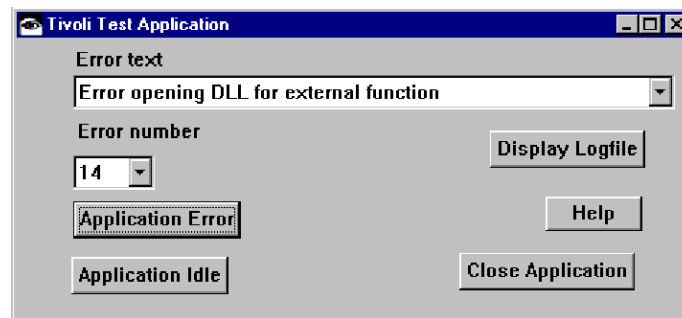 Tivoli Test Application
Error text
Error opening DLL for external function
Error number
Display Logfile
14
Application Error
Help
Application Idle
Close Application